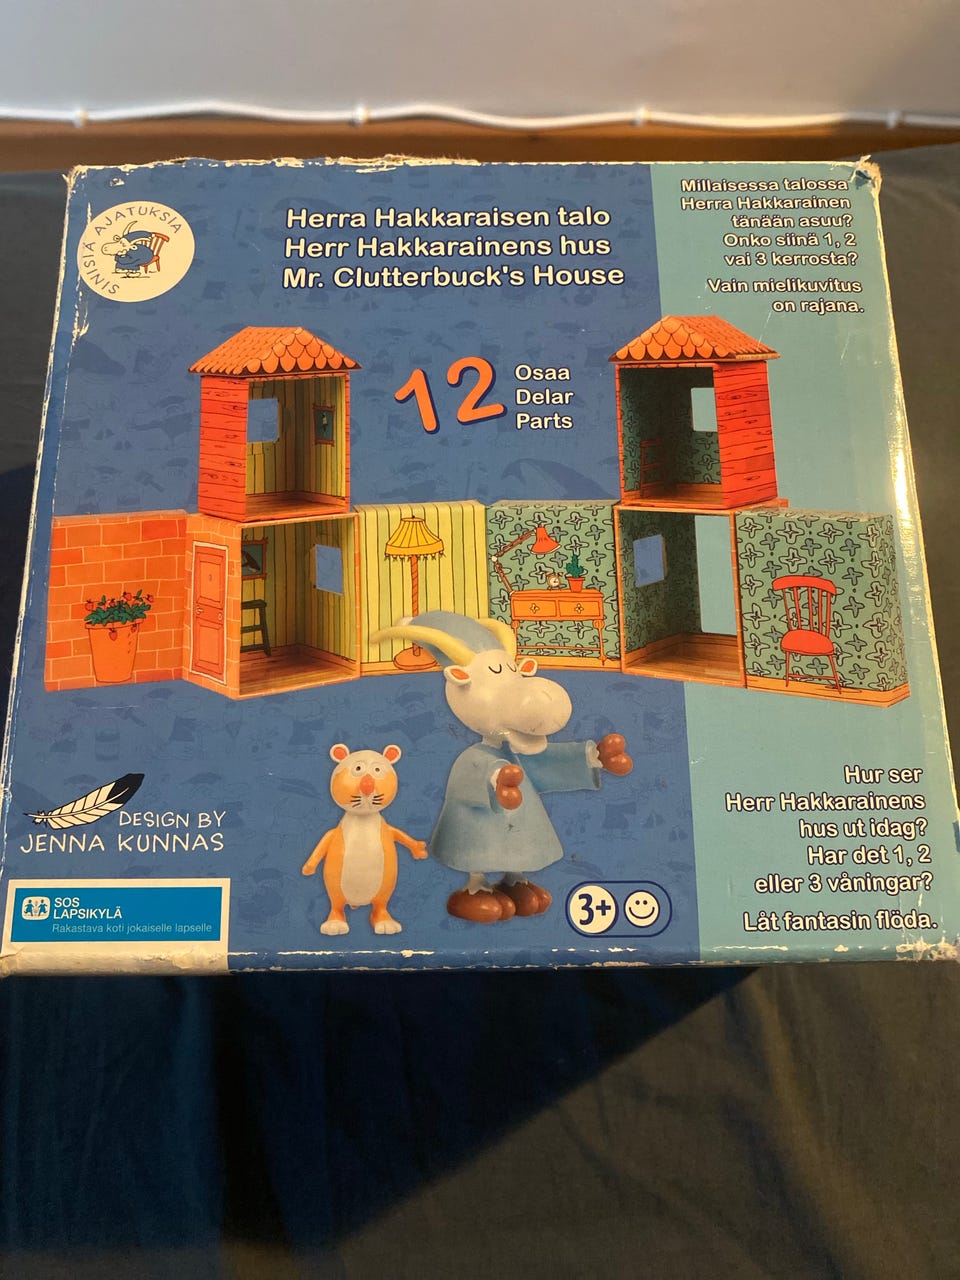 SINISIÄ AJATUKSIA
Herra Hakkaraisen talo
Herr Hakkarainens hus
Mr. Clutterbuck's House
Millaisessa talossa
Herra Hakkarainen
tänään asuu?
Onko siinä 1, 2
vai 3 kerrosta?
Vain mielikuvitus
on rajana.
12
Osaa
Delar
Parts
DESIGN BY
JENNA KUNNAS
SOS
LAPSIKYLÄ
Rakastava koti jokaiselle lapselle
3+
Hur ser
Herr Hakkarainens
hus ut idag?
Har det 1, 2
eller 3 våningar?
Låt fantasin flöda.